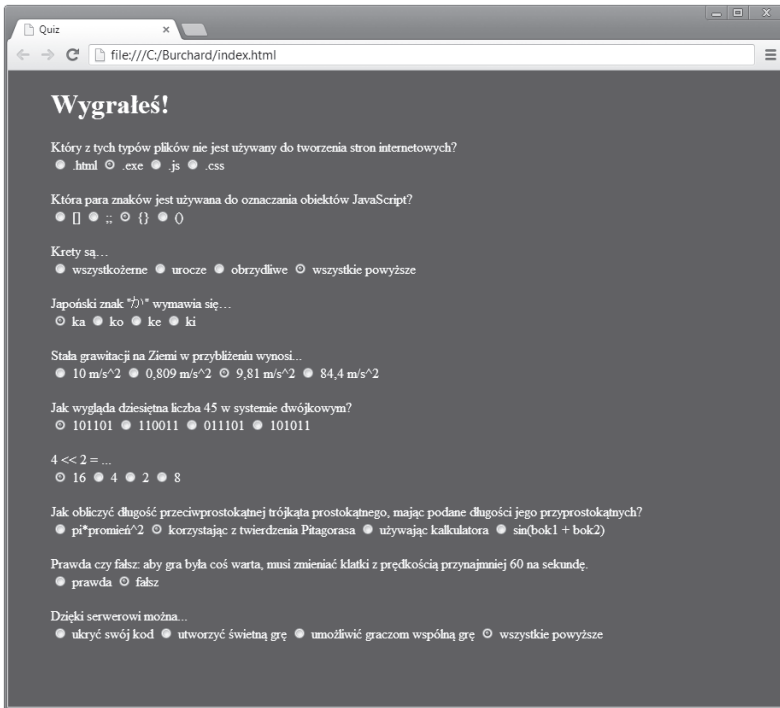 Quiz
file:///C:/Burchard/index.html
Wygrałeś!
Który z tych typów plików nie jest używany do tworzenia stron internetowych?
.html .exe .js .css
Która para znaków jest używana do oznaczania obiektów JavaScript?
[] ;; {} ()
Krety są…
wszystkożerne urocze obrzydliwe wszystkie powyższe
Japoński znak "か" wymawia się…
ka ko ke ki
Stała grawitacji na Ziemi w przybliżeniu wynosi...
10 m/s^2 0,809 m/s^2 9,81 m/s^2 84,4 m/s^2
Jak wygląda dziesiętna liczba 45 w systemie dwójkowym?
101101 110011 011101 101011
4 << 2 = ...
16 4 2 8
Jak obliczyć długość przeciwprostokątnej trójkąta prostokątnego, mając podane długości jego przyprostokątnych?
pi*promień^2 korzystając z twierdzenia Pitagorasa używając kalkulatora sin(bok1 + bok2)
Prawda czy fałsz: aby gra była coś warta, musi zmieniać klatki z prędkością przynajmniej 60 na sekundę.
prawda fałsz
Dzięki serwerowi można...
ukryć swój kod utworzyć świetną grę umożliwić graczom wspólną grę wszystkie powyższe